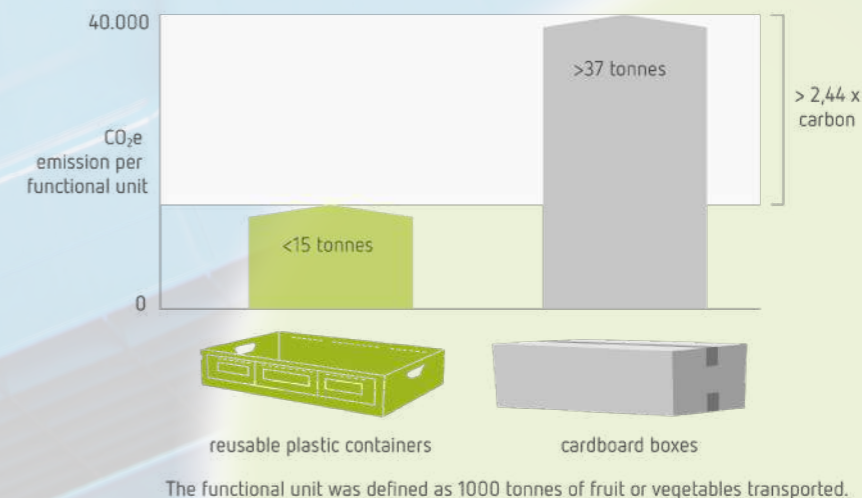 40.000
>37 tonnes
> 2,44 x
carbon
CO₂e
emission per
functional unit
<15 tonnes
0
reusable plastic containers
cardboard boxes
The functional unit was defined as 1000 tonnes of fruit or vegetables transported.